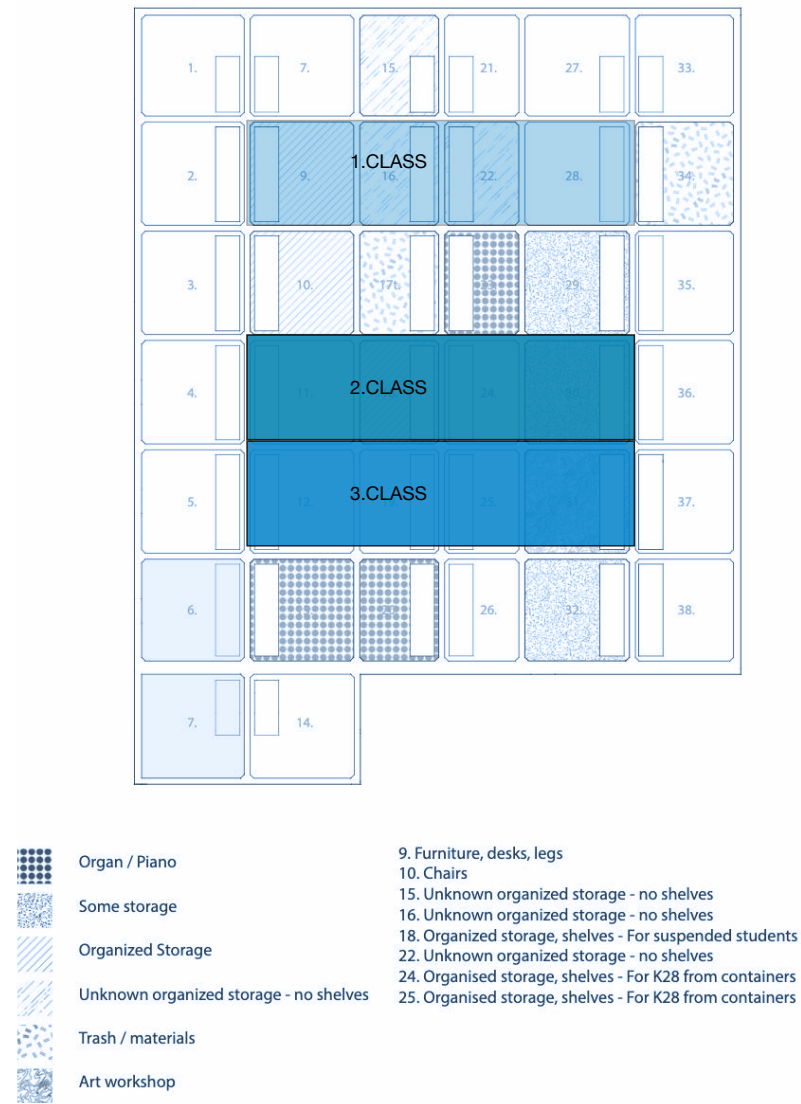 1. 7. 15. 21. 27. 33.
1.CLASS
2. 9. 16. 22. 28. 34.
3. 10. 17t. 29. 35.
2.CLASS
4. 11. 24. 36.
3.CLASS
5. 12. 25. 37.
6. 26. 32. 38.
7. 14.
Organ / Piano
Some storage
Organized Storage
Unknown organized storage - no shelves
Trash / materials
Art workshop
9. Furniture, desks, legs
10. Chairs
15. Unknown organized storage - no shelves
16. Unknown organized storage - no shelves
18. Organized storage, shelves - For suspended students
22. Unknown organized storage - no shelves
24. Organised storage, shelves - For K28 from containers
25. Organised storage, shelves - For K28 from containers